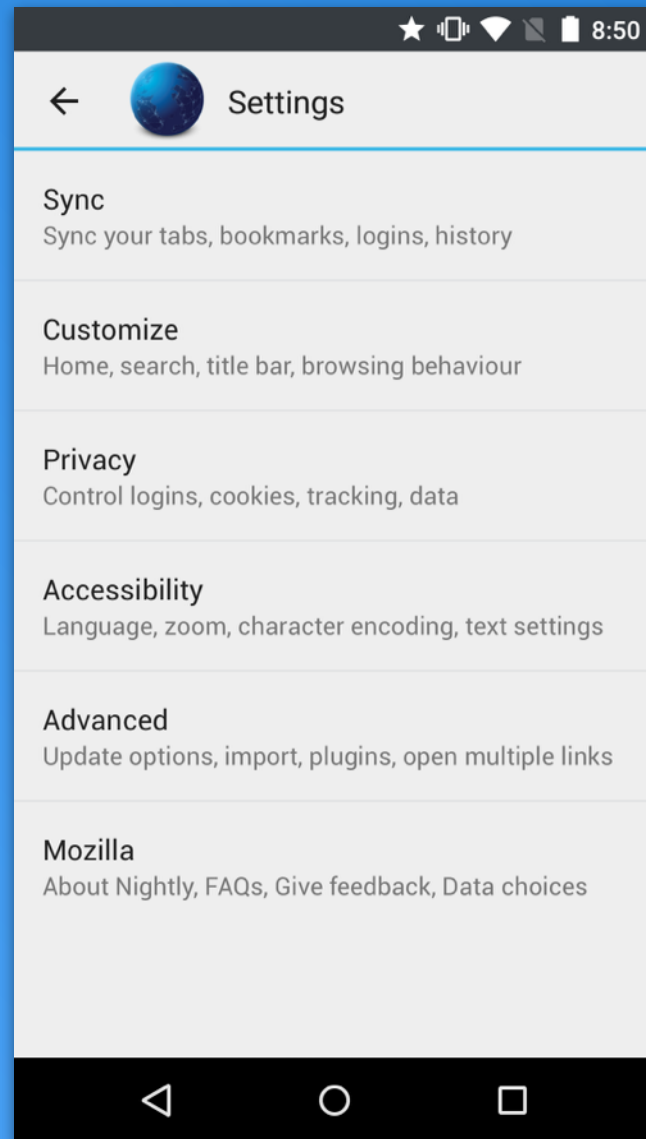 8:50
Settings
Sync
Sync your tabs, bookmarks, logins, history
Customize
Home, search, title bar, browsing behaviour
Privacy
Control logins, cookies, tracking, data
Accessibility
Language, zoom, character encoding, text settings
Advanced
Update options, import, plugins, open multiple links
Mozilla
About Nightly, FAQs, Give feedback, Data choices